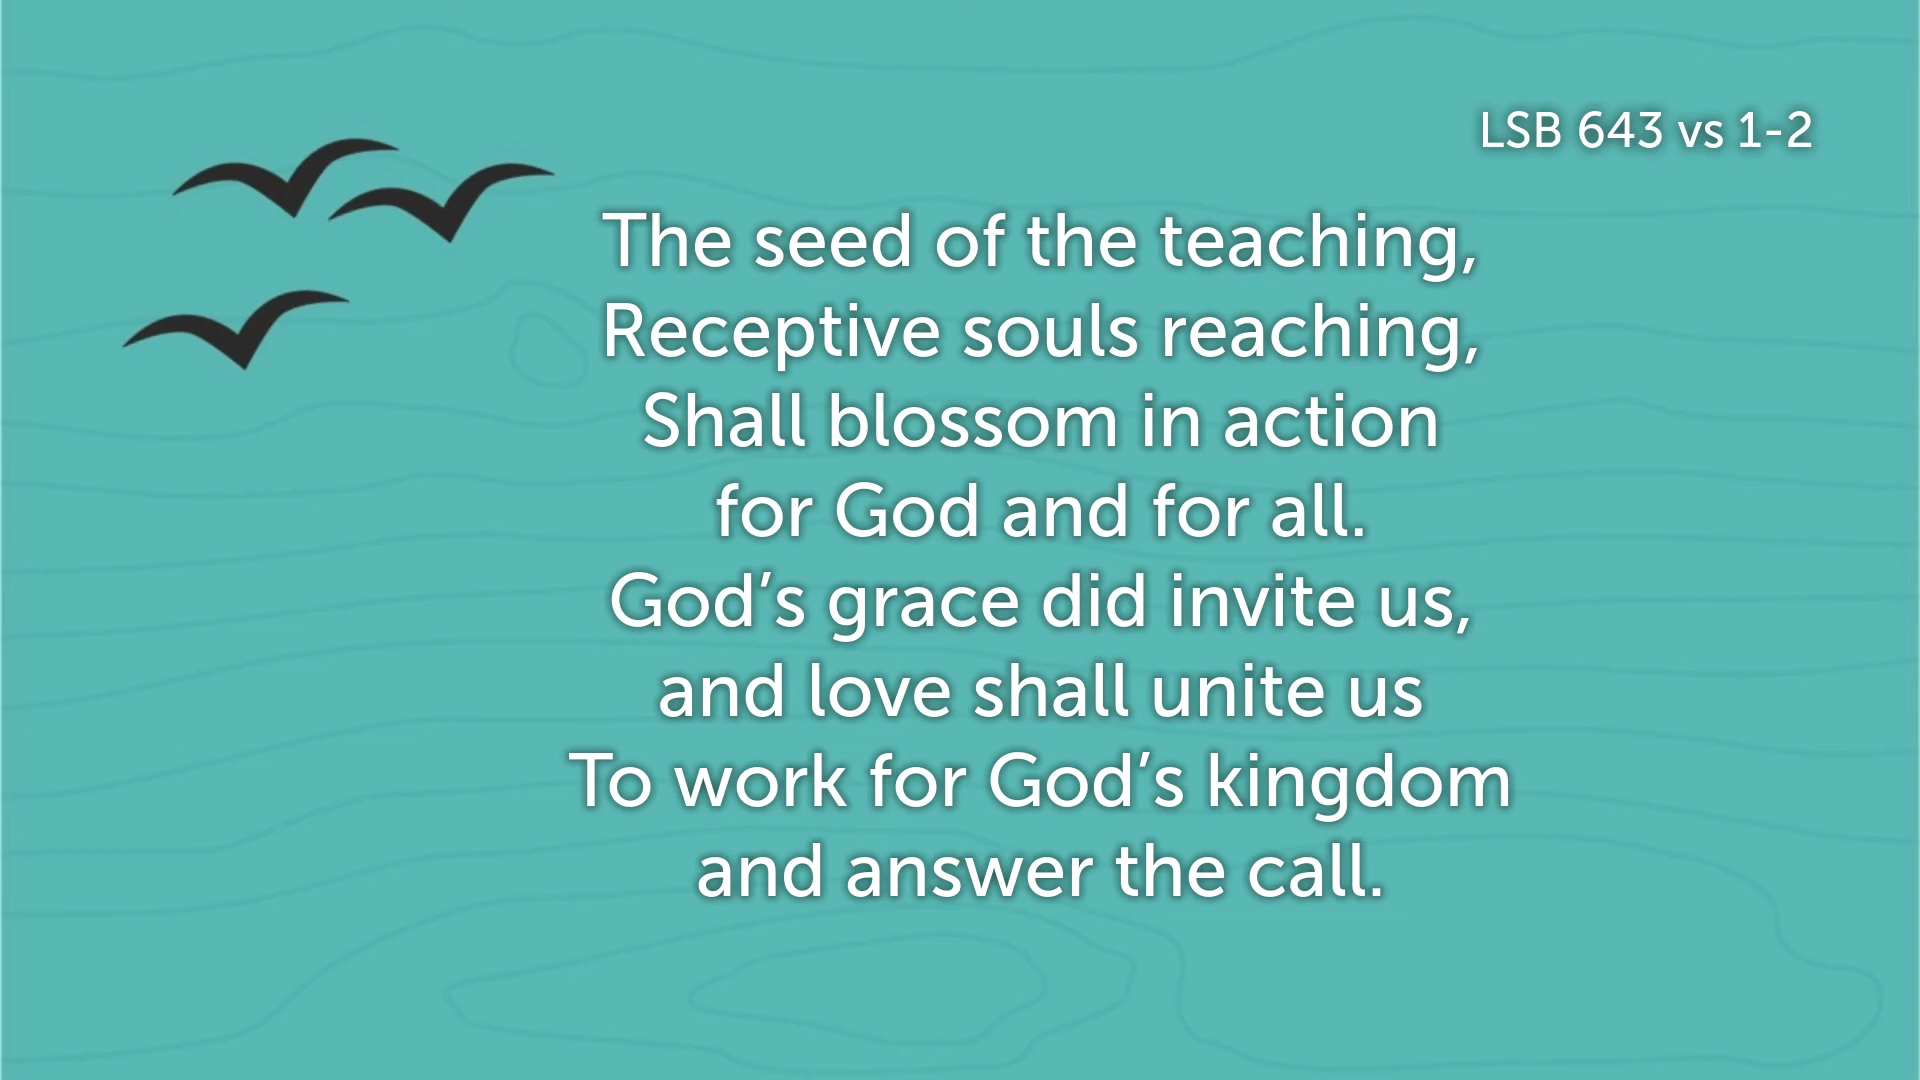 LSB 643 vs 1-2
The seed of the teaching,
Receptive souls reaching,
Shall blossom in action
for God and for all.
God’s grace did invite us,
and love shall unite us
To work for God’s kingdom
and answer the call.